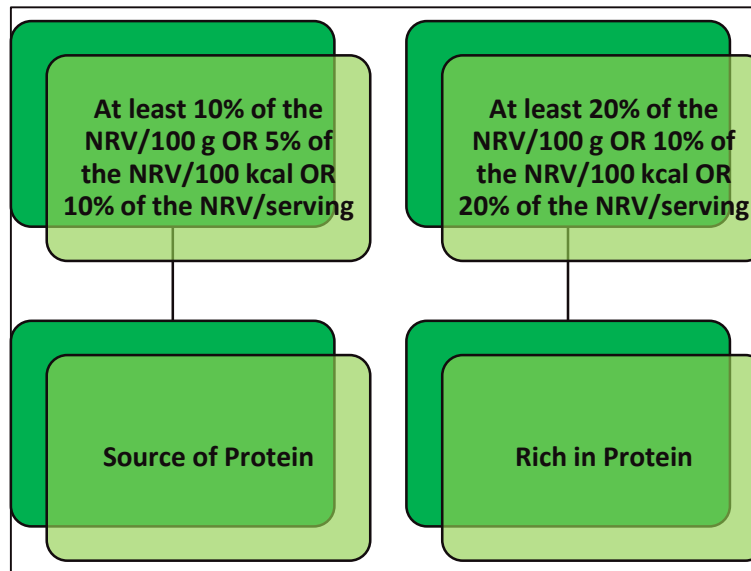 At least 10% of the
NRV/100 g OR 5% of
the NRV/100 kcal OR
10% of the NRV/serving
At least 20% of the
NRV/100 g OR 10% of
the NRV/100 kcal OR
20% of the NRV/serving
Source of Protein
Rich in Protein